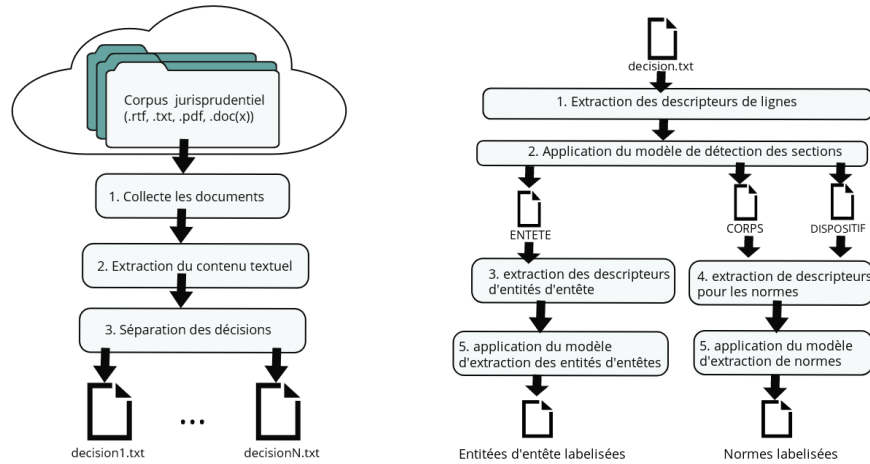 Corpus jurisprudentiel
(.rtf, .txt, .pdf, .doc(x))
1. Collecte les documents
2. Extraction du contenu textuel
3. Séparation des décisions
...
decision1.txt
decisionN.txt
decision.txt
1. Extraction des descripteurs de lignes
2. Application du modèle de détection des sections
ENTETE
CORPS
DISPOSITIF
3. extraction des descripteurs
d'entités d'entête
4. extraction de descripteurs
pour les normes
5. application du modèle
d'extraction des entités d'entêtes
5. application du modèle
d'extraction de normes
Entitées d'entête labelisées
Normes labelisées